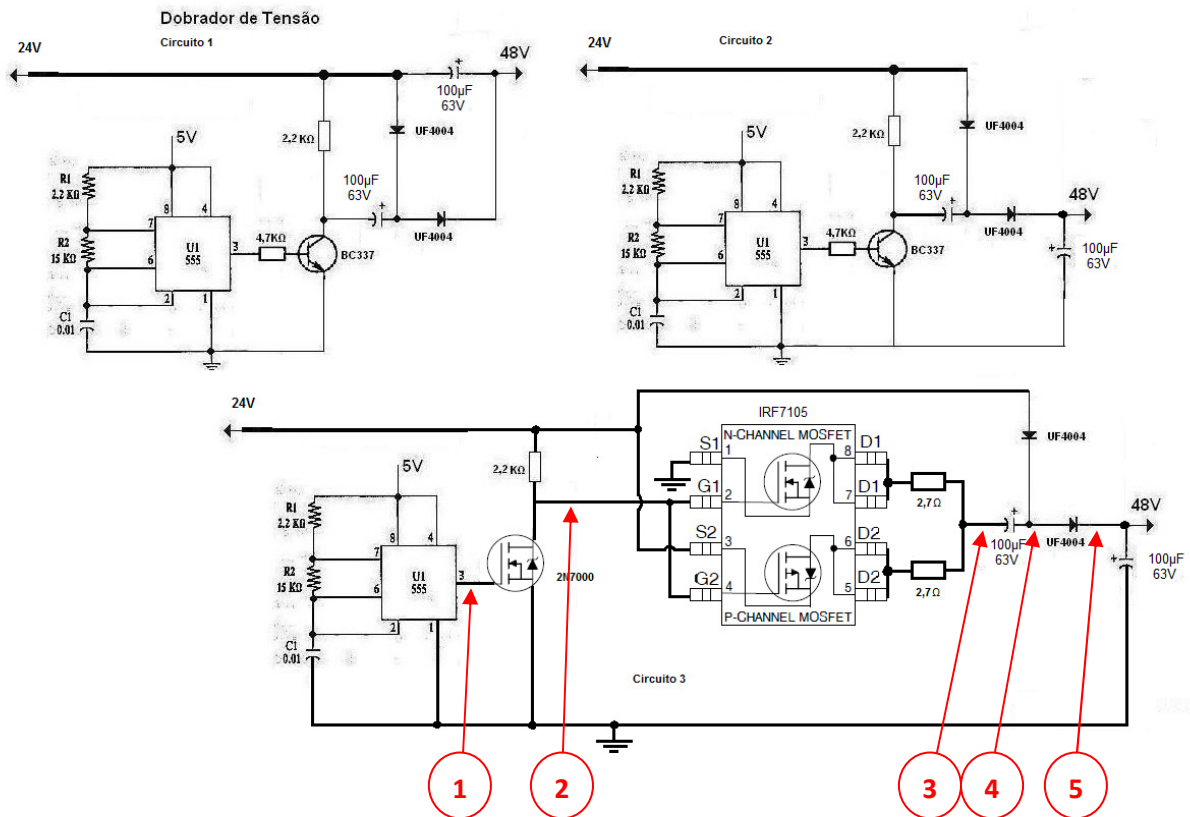 Dobrador de Tensão
Circuito 1
24V
48V
100µF
63V
UF4004
2,2 KΩ
5V
R1
2.2 KΩ
8
4
7
R2
15 KΩ
6
U1
555
3
4,7KΩ
BC337
100µF
63V
UF4004
2
1
C1
0.01
Circuito 2
24V
2,2 KΩ
UF4004
5V
R1
2.2 KΩ
8
4
7
R2
15 KΩ
6
U1
555
3
4,7KΩ
BC337
100µF
63V
UF4004
48V
100µF
63V
2
1
C1
0.01
24V
2,2 KΩ
5V
R1
2.2 KΩ
8
4
7
R2
15 KΩ
6
U1
555
3
2N7000
2
1
C1
0.01
IRF7105
N-CHANNEL MOSFET
S1
1
8
D1
G1
2
7
D1
S2
3
6
D2
G2
4
5
D2
P-CHANNEL MOSFET
2,7Ω
2,7Ω
UF4004
100µF
63V
UF4004
48V
100µF
63V
Circuito 3
1
2
3
4
5